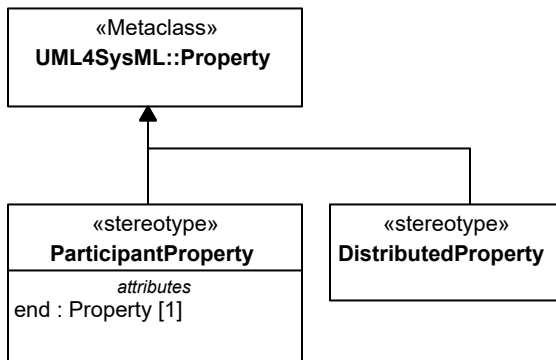 «Metaclass»
UML4SysML::Property
«stereotype»
ParticipantProperty
attributes
end : Property [1]
«stereotype»
DistributedProperty